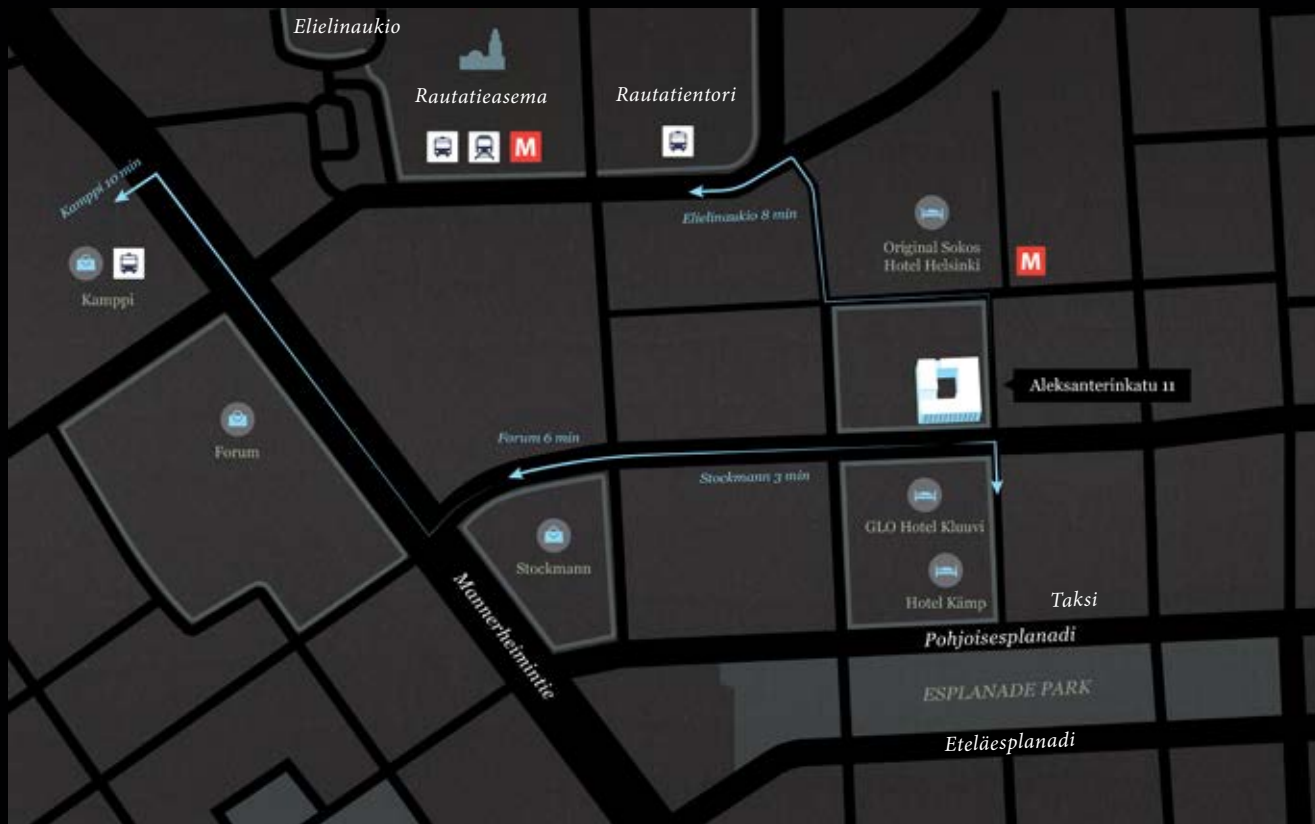 Elielinaukio
Rautatieasema
Rautatientori
M
Kamppi 10 min
Elielinaukio 8 min
Original Sokos
Hotel Helsinki
M
Kamppi
Aleksanterinkatu 11
Forum
Forum 6 min
Stockmann 3 min
GLO Hotel Kluuvi
Stockmann
Hotel Kämp
Taksi
Mannerheimintie
Pohjoisesplanadi
ESPLANADE PARK
Eteläesplanadi